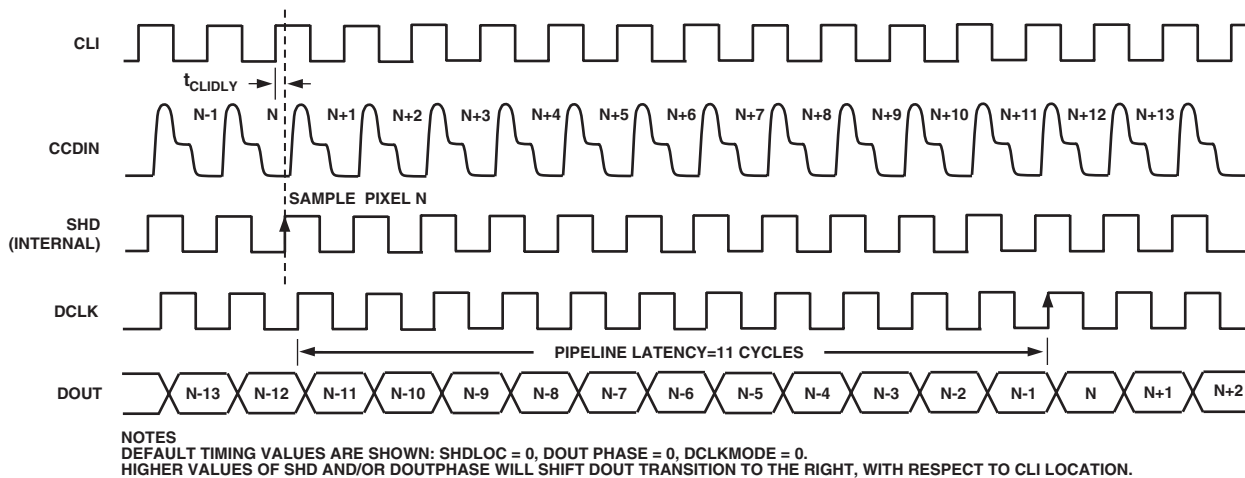 CLI
tCLIDLY
N-1 N N+1 N+2 N+3 N+4 N+5 N+6 N+7 N+8 N+9 N+10 N+11 N+12 N+13
CCDIN
SAMPLE PIXEL N
SHD
(INTERNAL)
DCLK
PIPELINE LATENCY=11 CYCLES
DOUT N-13 N-12 N-11 N-10 N-9 N-8 N-7 N-6 N-5 N-4 N-3 N-2 N-1 N N+1 N+2
NOTES
DEFAULT TIMING VALUES ARE SHOWN: SHDLOC = 0, DOUT PHASE = 0, DCLKMODE = 0.
HIGHER VALUES OF SHD AND/OR DOUTPHASE WILL SHIFT DOUT TRANSITION TO THE RIGHT, WITH RESPECT TO CLI LOCATION.